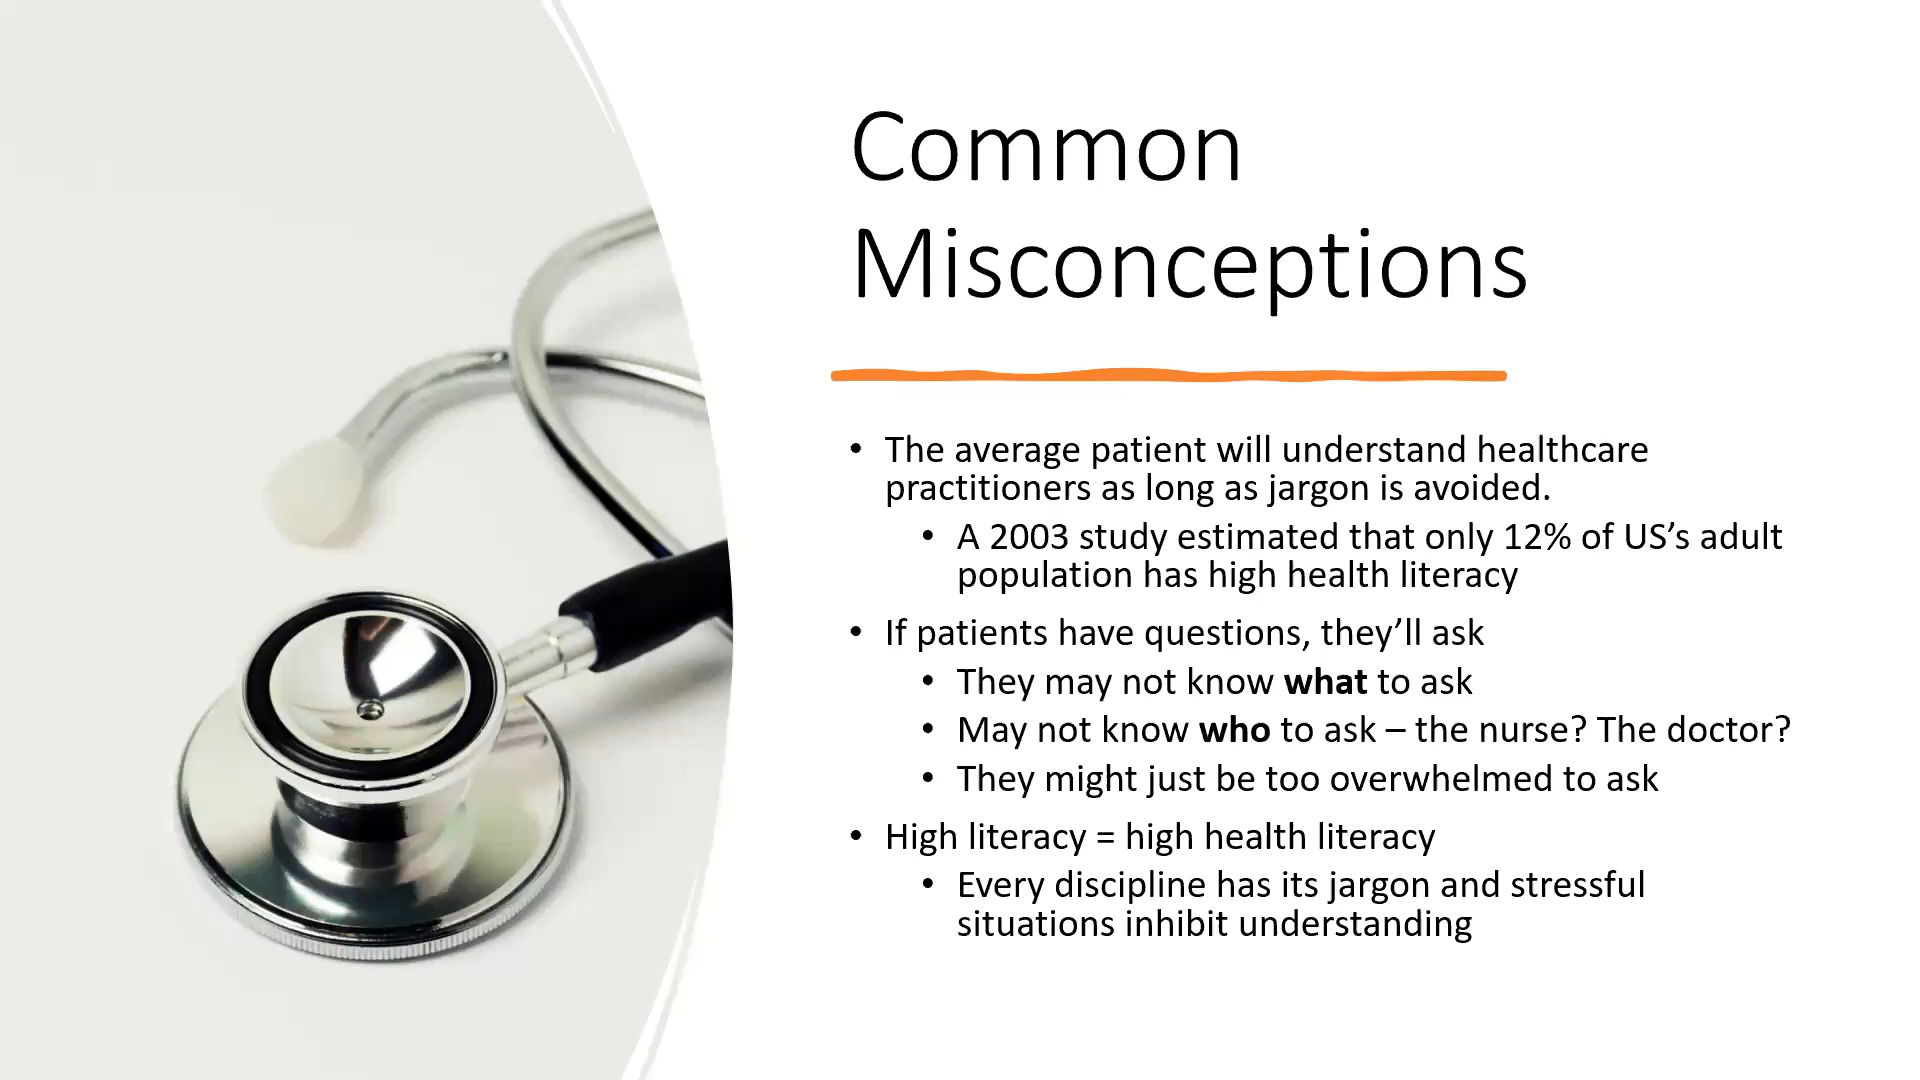 Common
Misconceptions
• The average patient will understand healthcare
practitioners as long as jargon is avoided.
• A 2003 study estimated that only 12% of US’s adult
population has high health literacy
• If patients have questions, they’ll ask
• They may not know what to ask
• May not know who to ask – the nurse? The doctor?
• They might just be too overwhelmed to ask
• High literacy = high health literacy
• Every discipline has its jargon and stressful
situations inhibit understanding